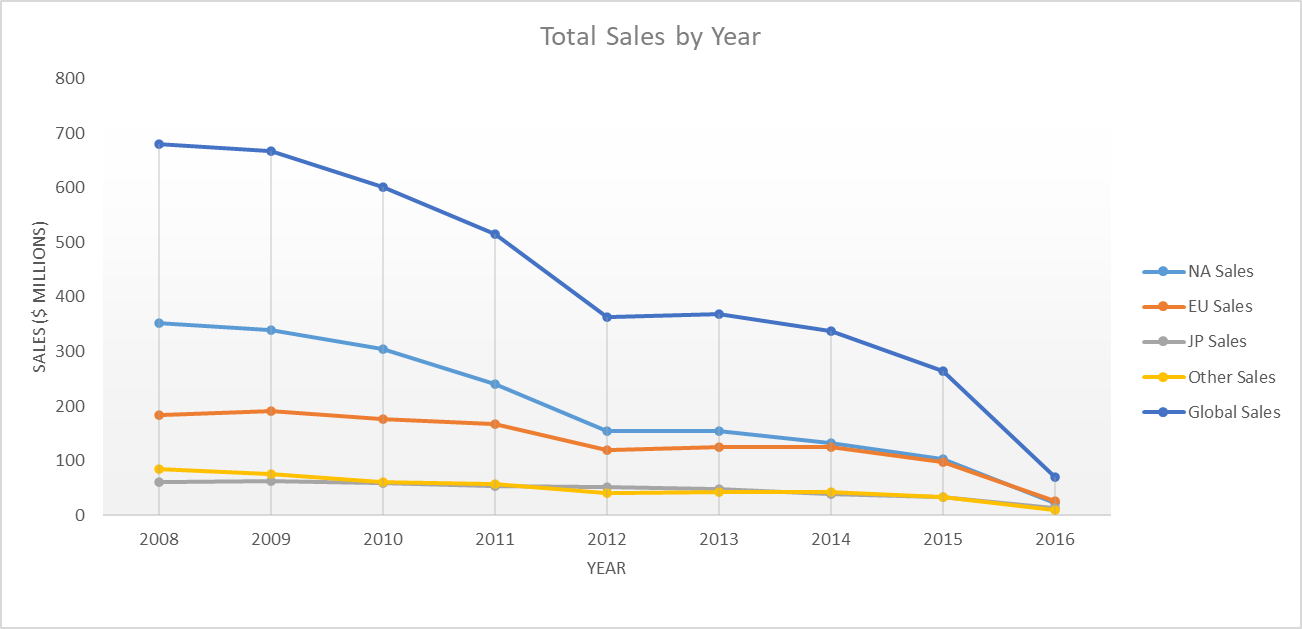 Total Sales by Year
800
700
600
500
400
300
200
100
0
SALES ($ MILLIONS)
2008 2009 2010 2011 2012 2013 2014 2015 2016
YEAR
NA Sales
EU Sales
JP Sales
Other Sales
Global Sales